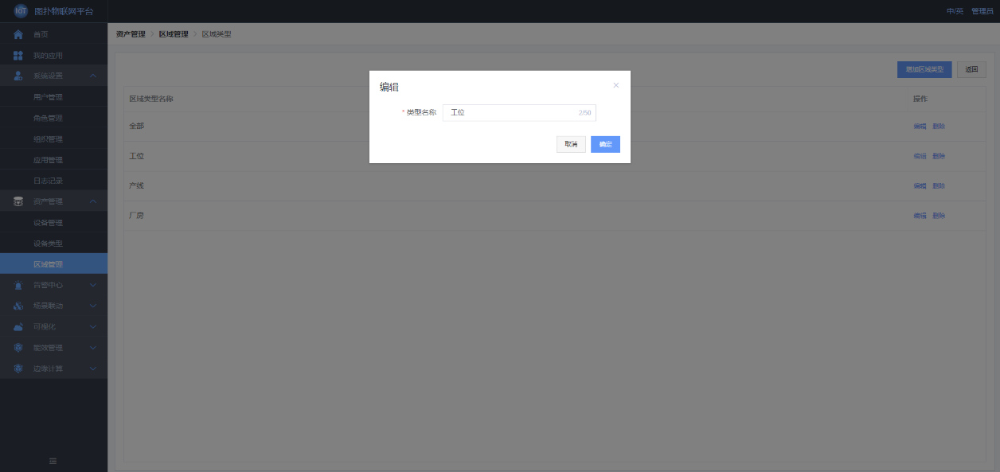 IOT 图扑物联网平台
中/英 管理员
首页
我的应用
系统设置
用户管理
角色管理
组织管理
应用管理
日志记录
资产管理
设备管理
设备类型
区域管理
告警中心
场景联动
可视化
能效管理
边缘计算
资产管理 > 区域管理 > 区域类型
增加区域类型 返回
区域类型名称 操作
全部 编辑 删除
工位 编辑 删除
产线 编辑 删除
厂房 编辑 删除
编辑 ×
* 类型名称 工位 2/50
取消 确定